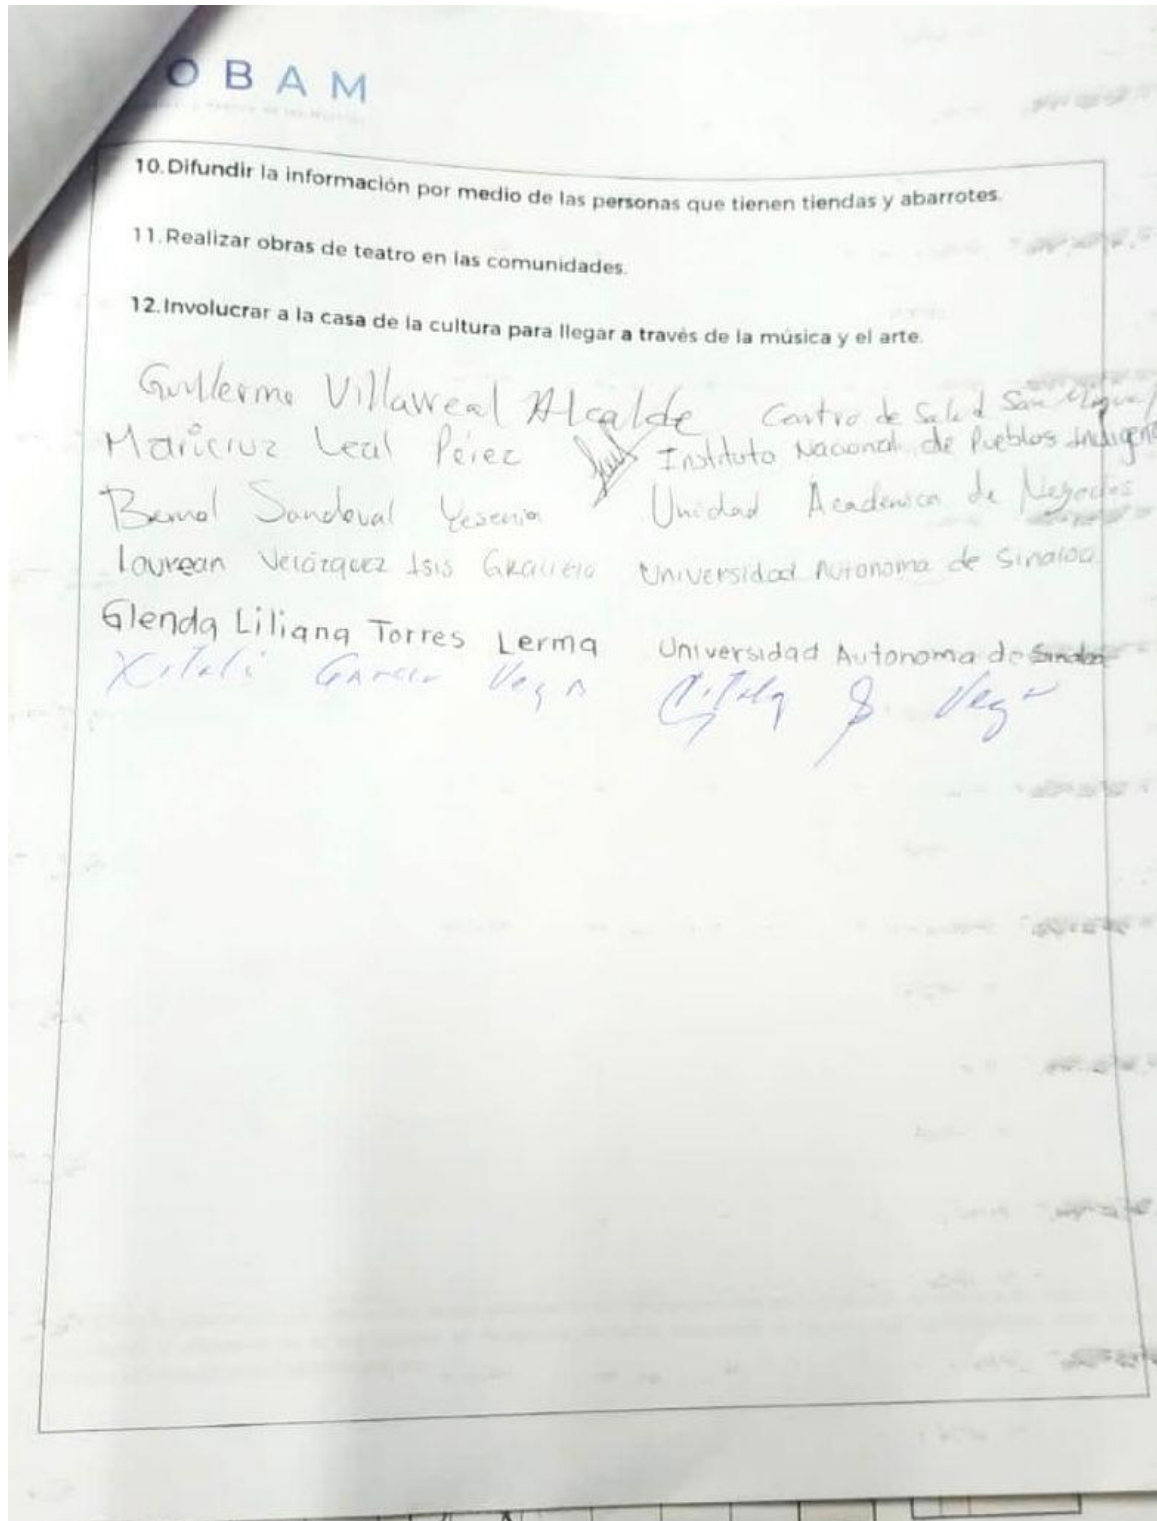 OBAM
10. Difundir la información por medio de las personas que tienen tiendas y abarrotes.
11. Realizar obras de teatro en las comunidades.
12. Involucrar a la casa de la cultura para llegar a través de la música y el arte.
Guillermo Villarreal Alcalde Centro de Salud San Miguel
Maricruz Leal Pérez Instituto Nacional de Pueblos Indigena
Bernal Sandoval Yesenia Unidad Academica de Negocios
Laurean Velázquez Isis Graciela Universidad Autonoma de Sinaloa
Glenda Liliana Torres Lerma Universidad Autonoma de Sinaloa
Xitlali Garcia Vega